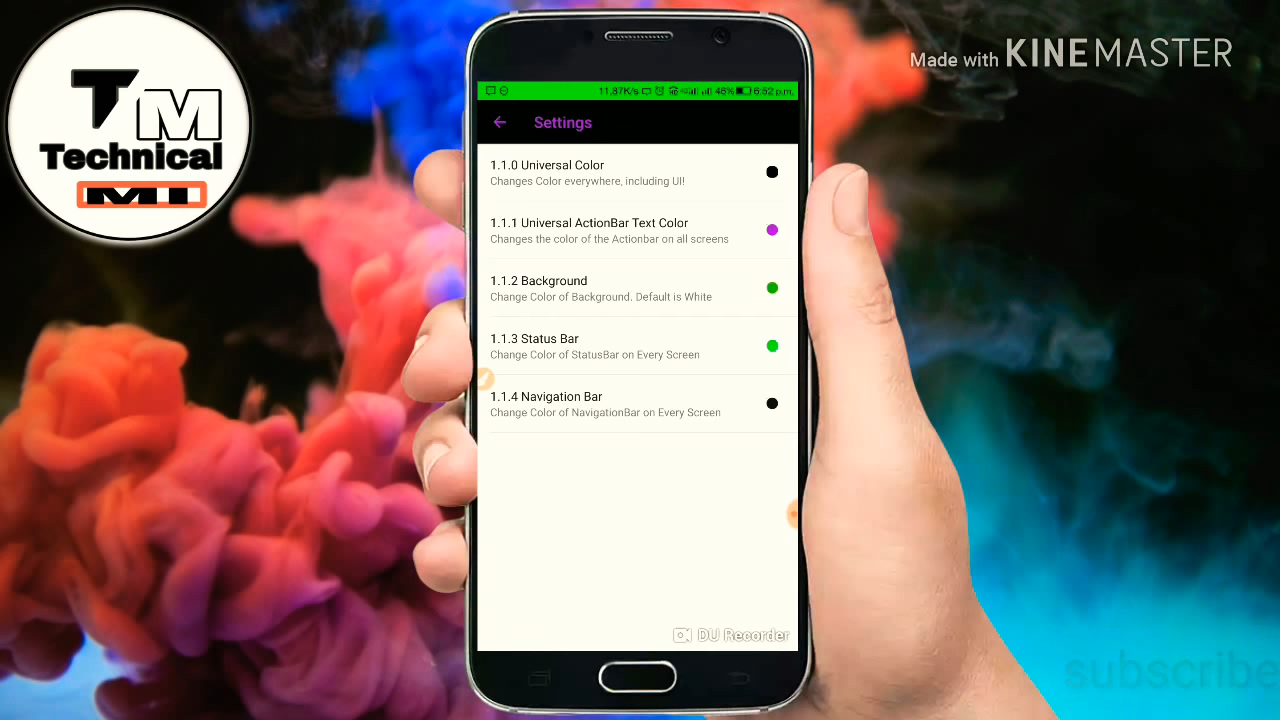 TM
Technical
MI
Made with KINEMASTER
11.87K/s 46% 6:52 p.m.
Settings
1.1.0 Universal Color
Changes Color everywhere, including UI!
1.1.1 Universal ActionBar Text Color
Changes the color of the Actionbar on all screens
1.1.2 Background
Change Color of Background. Default is White
1.1.3 Status Bar
Change Color of StatusBar on Every Screen
1.1.4 Navigation Bar
Change Color of NavigationBar on Every Screen
DU Recorder
subscribe